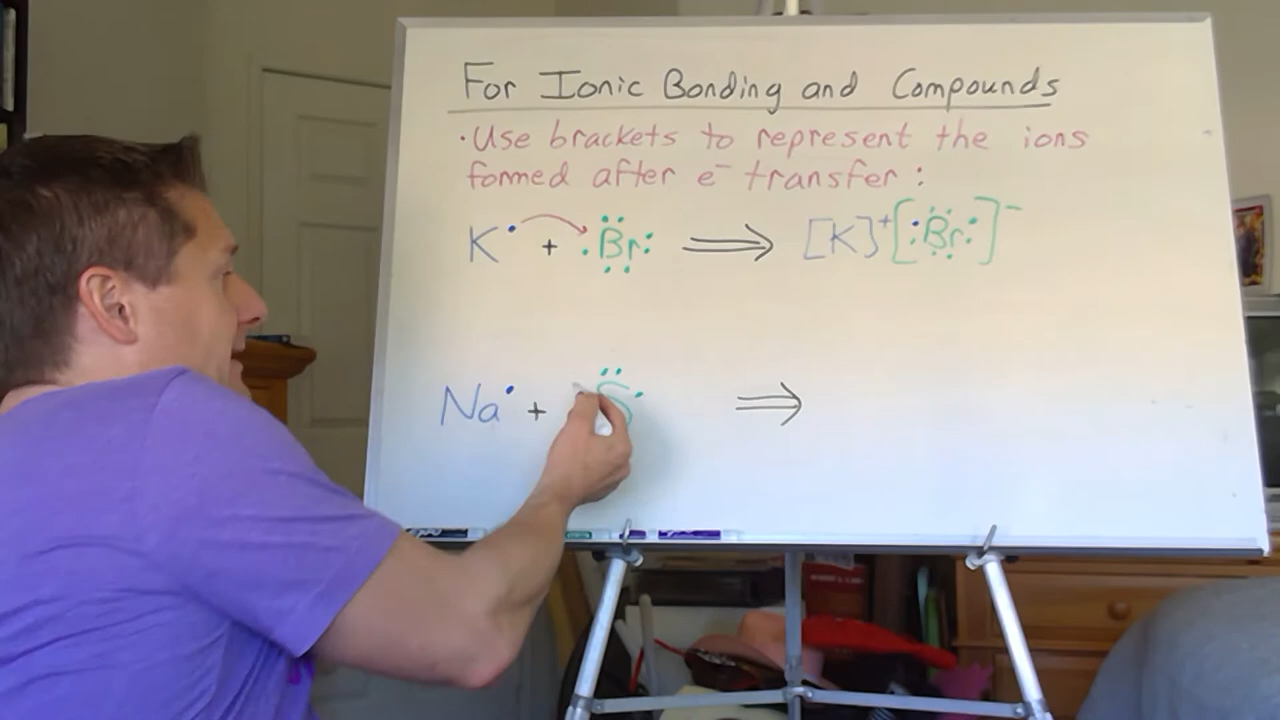 For Ionic Bonding and Compounds
·Use brackets to represent the ions
formed after e⁻ transfer:
K· + :Br: ⟹ [K]⁺[:Br:]⁻
Na· + S ⟹